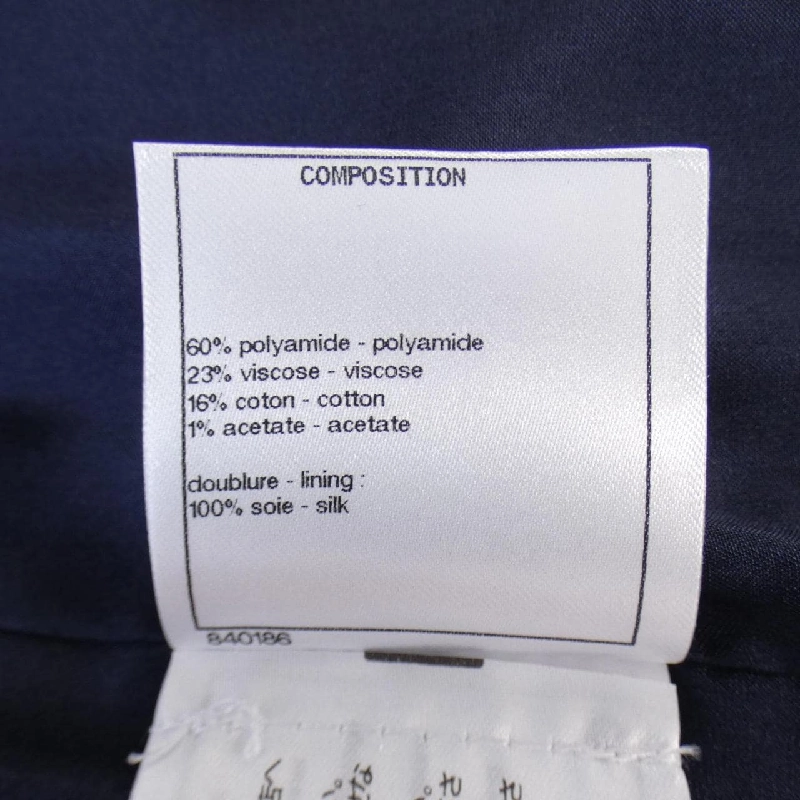 COMPOSITION
60% polyamide - polyamide
23% viscose - viscose
16% coton - cotton
1% acetate - acetate
doublure - lining :
100% soie - silk
840186